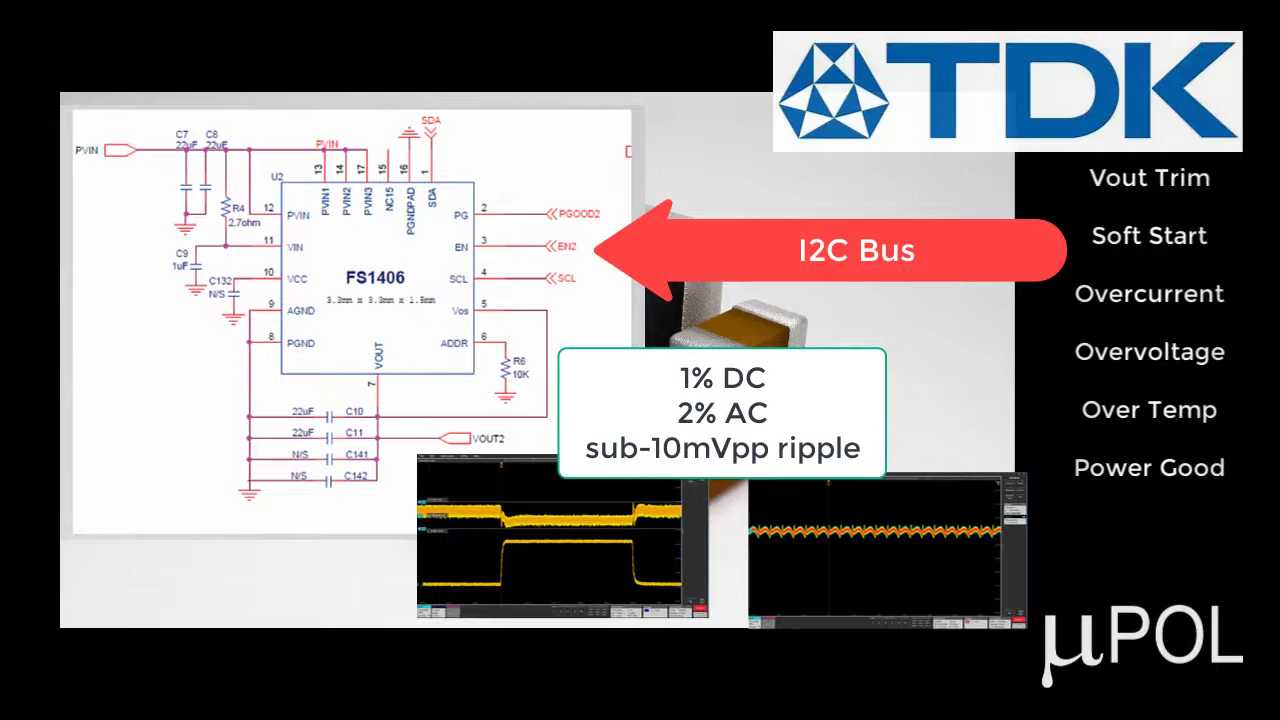 TDK
Vout Trim
Soft Start
Overcurrent
Overvoltage
Over Temp
Power Good
µPOL
I2C Bus
1% DC
2% AC
sub-10mVpp ripple
PVIN
C7
22uF
C8
22uF
R4
2.7ohm
C9
1uF
C132
N/S
U2
PVIN
13
14
17
15
16
1
SDA
PVIN1
PVIN2
PVIN3
NC15
PGNDPAD
SDA
12
PVIN
11
VIN
10
VCC
9
AGND
8
PGND
FS1406
3.3mm x 3.3mm x 1.5mm
PG
2
PGOOD2
EN
3
EN2
SCL
4
SCL
Vos
5
ADDR
6
R6
10K
VOUT
7
22uF
C10
22uF
C11
N/S
C141
N/S
C142
VOUT2